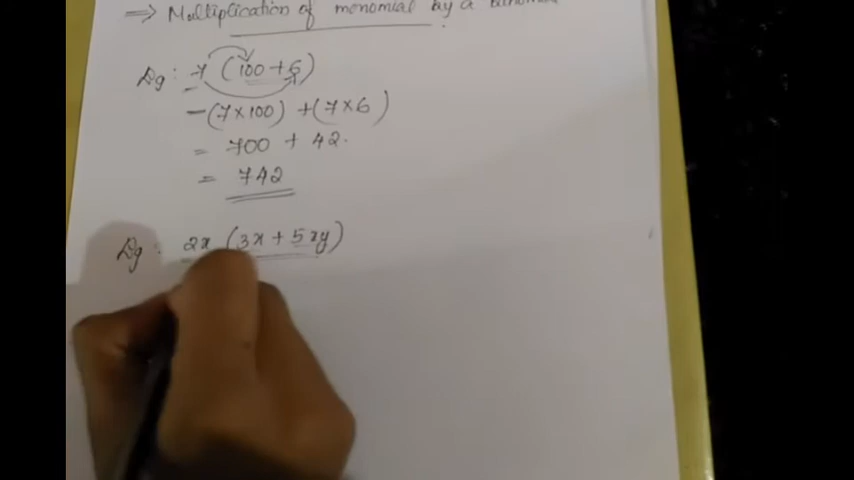 ⇒ Multiplication of monomial by a binomial
Eg: 7 (100 + 6)
=(7×100) +(7×6)
= 700 + 42.
= 742
Eg: 2x (3x + 5xy)